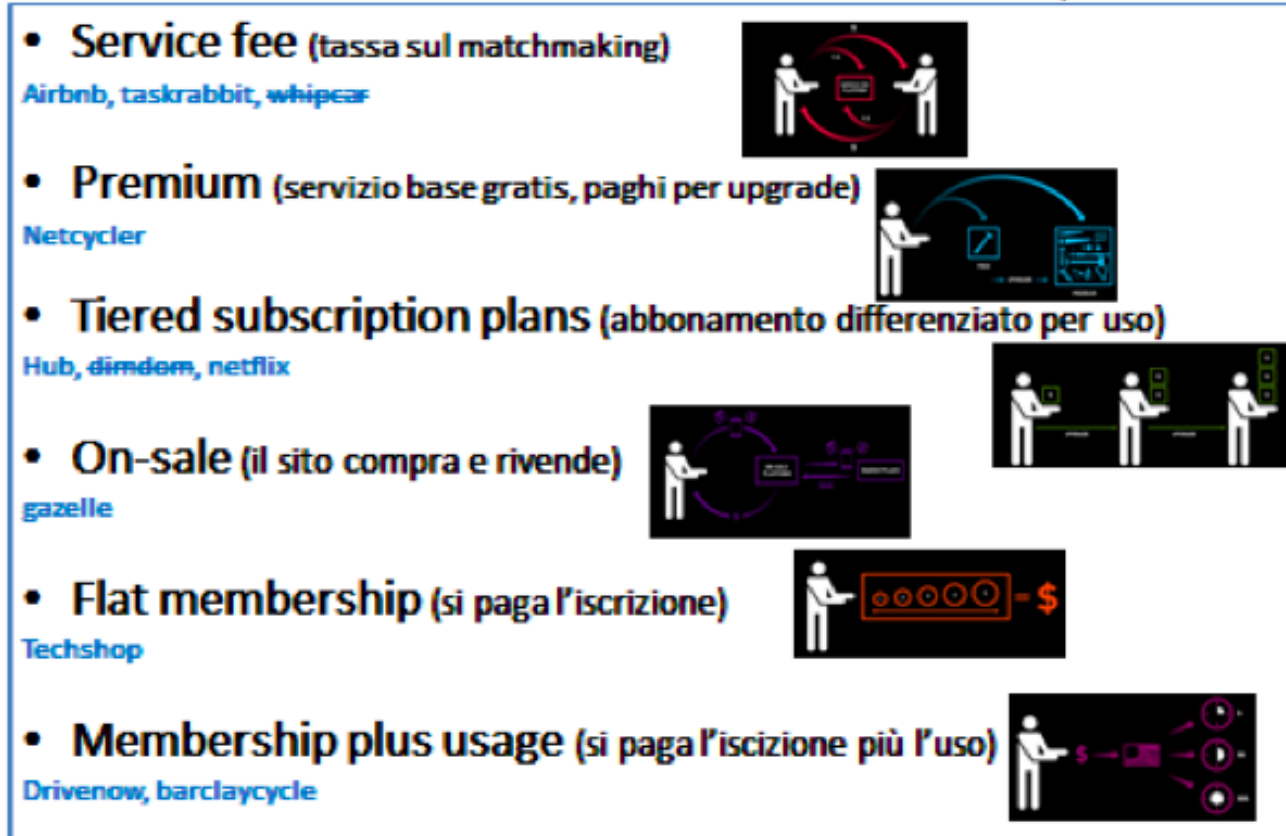 • Service fee (tassa sul matchmaking)
Airbnb, taskrabbit, whipcar
• Premium (servizio base gratis, paghi per upgrade)
Netcycler
• Tiered subscription plans (abbonamento differenziato per uso)
Hub, dimdom, netflix
• On-sale (il sito compra e rivende)
gazelle
• Flat membership (si paga l'iscrizione)
= $
Techshop
• Membership plus usage (si paga l'iscizione più l'uso)
$
Drivenow, barclaycycle